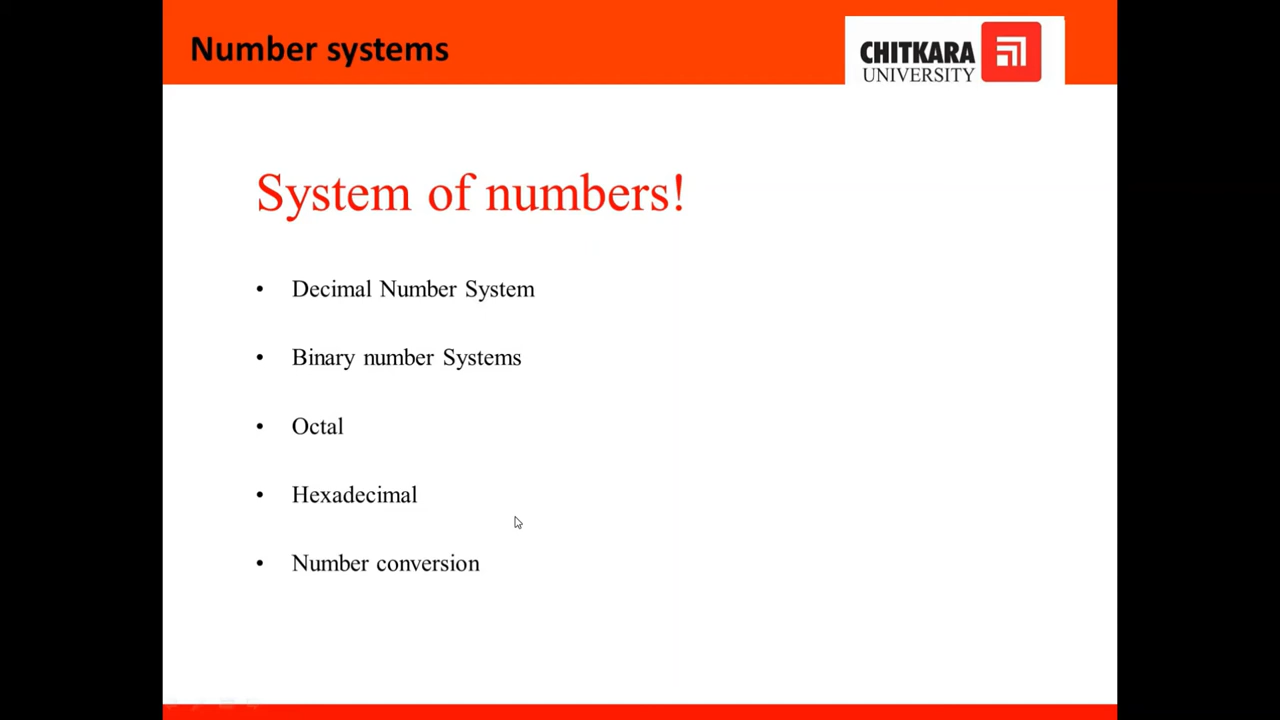 Number systems
CHITKARA
UNIVERSITY
System of numbers!
• Decimal Number System
• Binary number Systems
• Octal
• Hexadecimal
• Number conversion